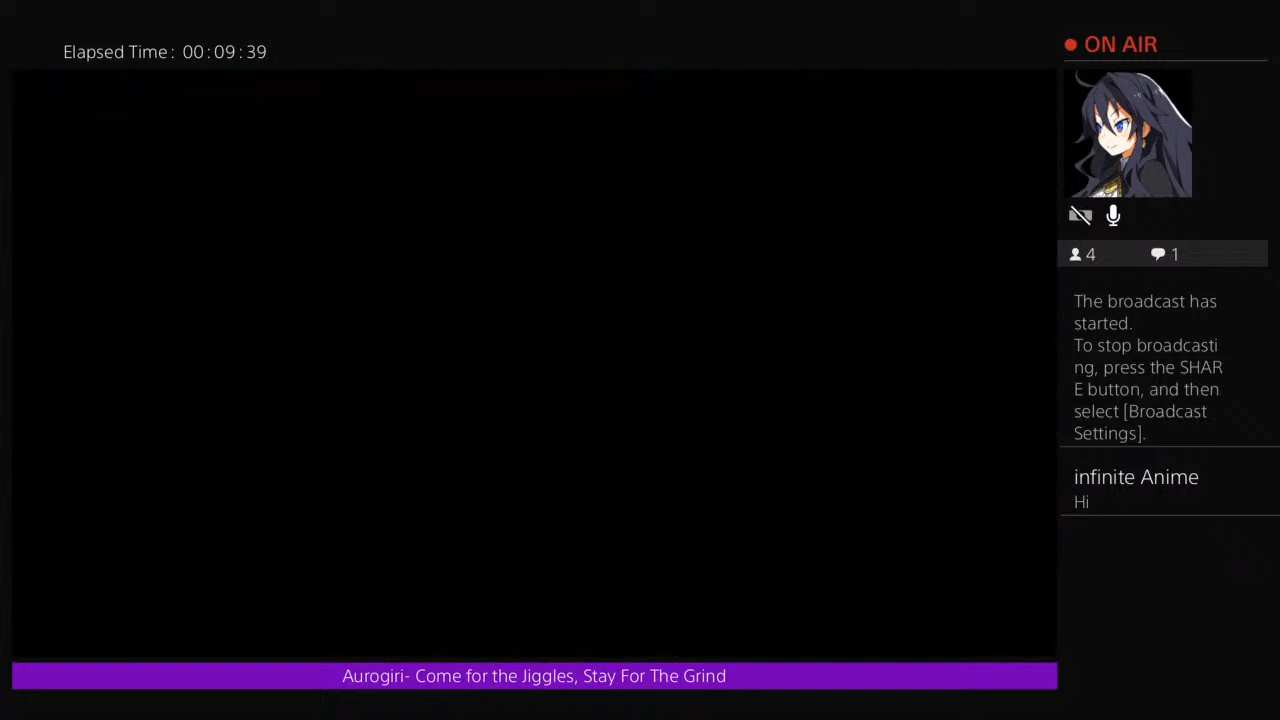 Elapsed Time: 00:09:39
ON AIR
4 1
The broadcast has
started.
To stop broadcasti
ng, press the SHAR
E button, and then
select [Broadcast
Settings].
infinite Anime
Hi
Aurogiri- Come for the Jiggles, Stay For The Grind